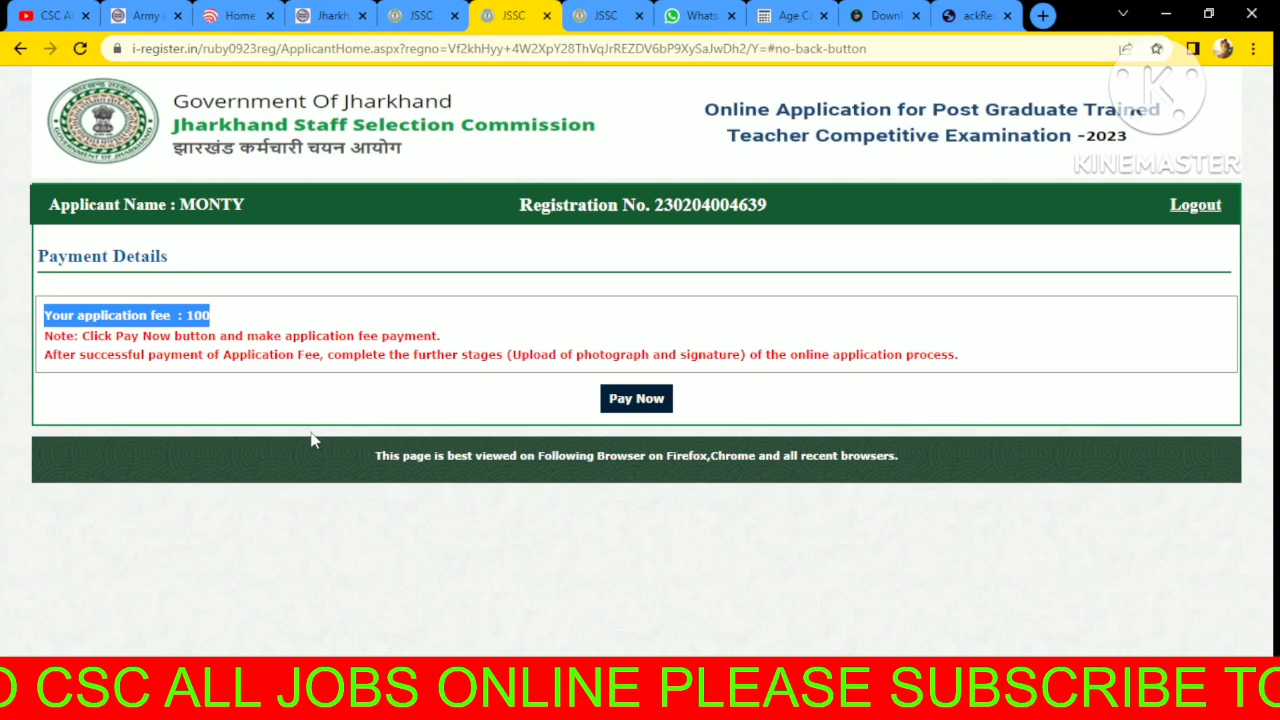 CSC Al
Army
Home
Jharkh
JSSC
JSSC
JSSC
Whats
Age C
Downl
ackRe
i-register.in/ruby0923reg/ApplicantHome.aspx?regno=Vf2khHyy+4W2XpY28ThVqJrREZDV6bP9XySaJwDh2/Y=#no-back-button
Government Of Jharkhand
Jharkhand Staff Selection Commission
झारखंड कर्मचारी चयन आयोग
Online Application for Post Graduate Trained
Teacher Competitive Examination -2023
K
KINEMASTER
Applicant Name : MONTY
Registration No. 230204004639
Logout
Payment Details
Your application fee : 100
Note: Click Pay Now button and make application fee payment.
After successful payment of Application Fee, complete the further stages (Upload of photograph and signature) of the online application process.
Pay Now
This page is best viewed on Following Browser on Firefox,Chrome and all recent browsers.
CSC ALL JOBS ONLINE PLEASE SUBSCRIBE TO